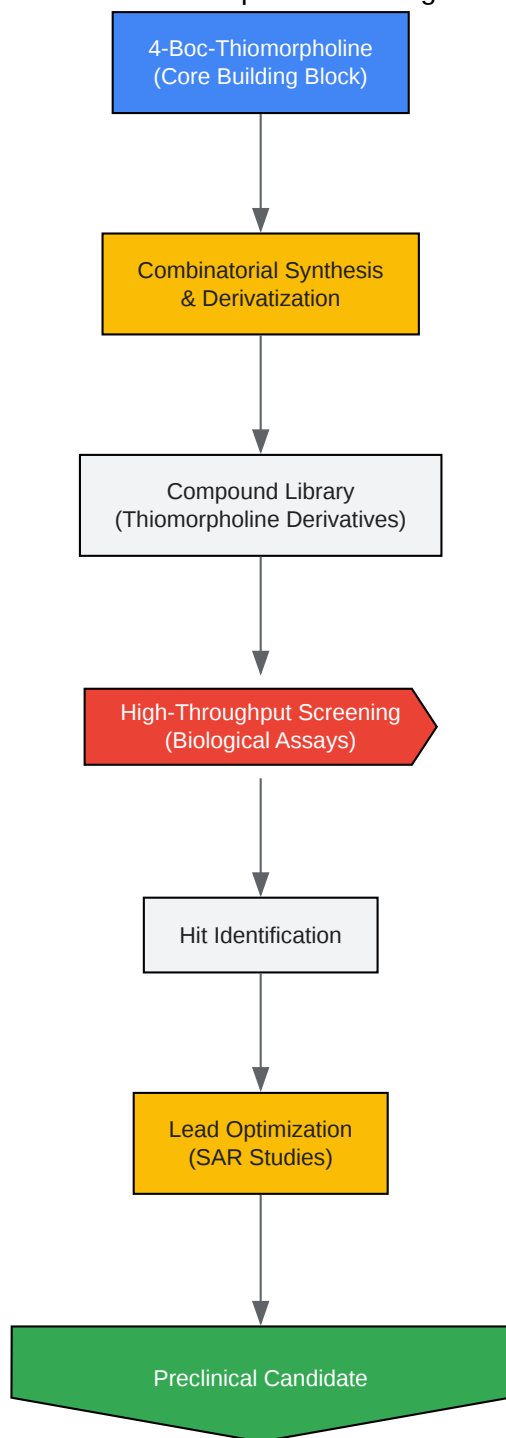 4-Boc-Thiomorpholine
(Core Building Block)
Combinatorial Synthesis
& Derivatization
Compound Library
(Thiomorpholine Derivatives)
High-Throughput Screening
(Biological Assays)
Hit Identification
Lead Optimization
(SAR Studies)
Preclinical Candidate